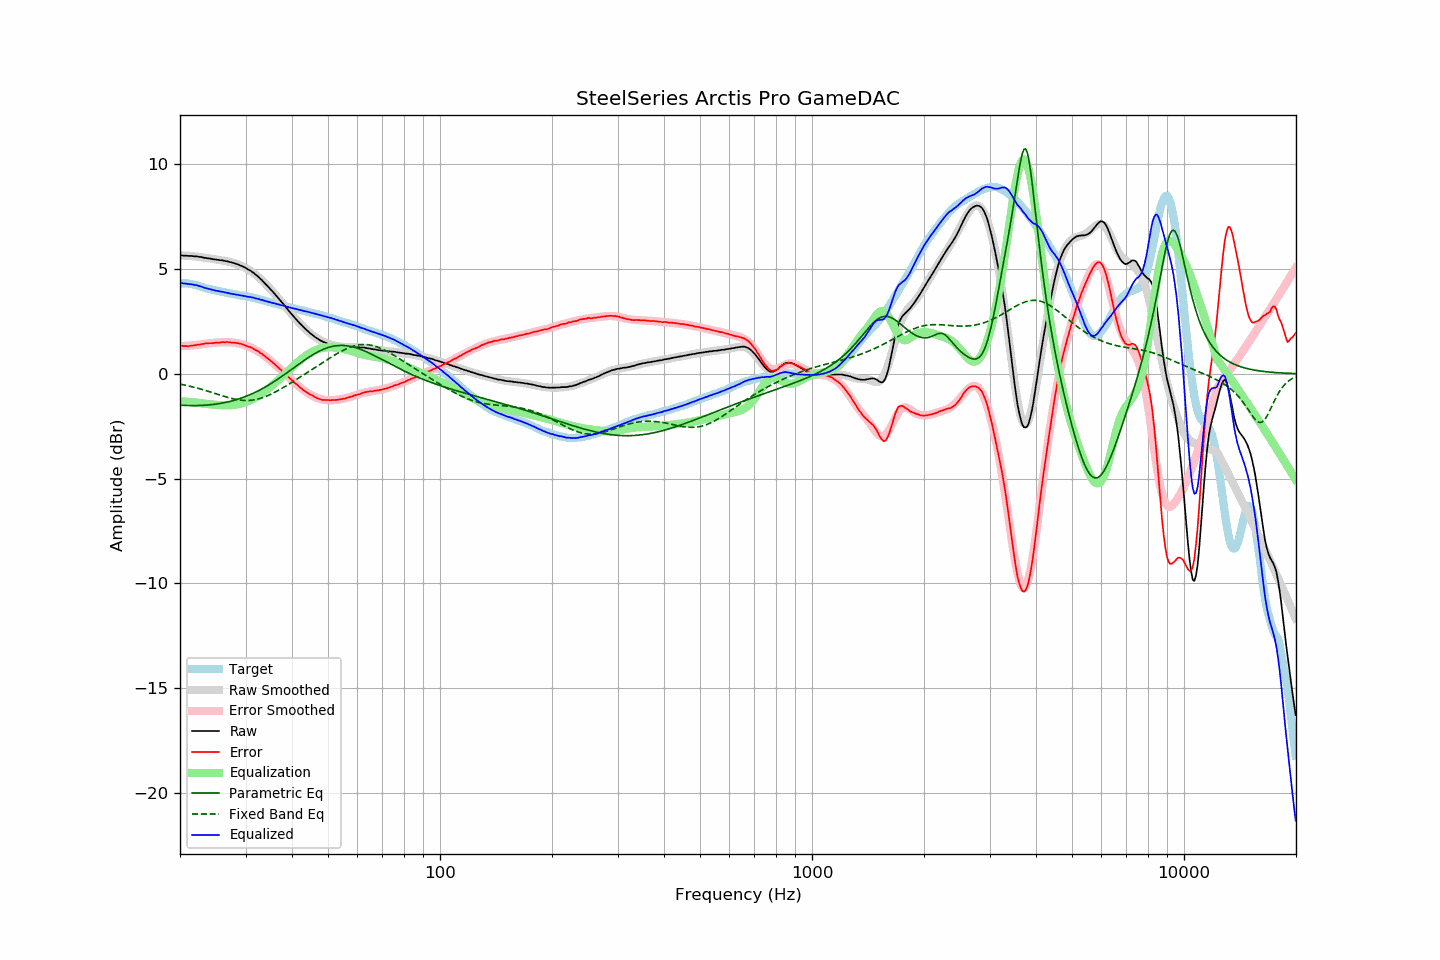 SteelSeries Arctis Pro GameDAC
10
5
0
−5
−10
−15
−20
Amplitude (dBr)
Target
Raw Smoothed
Error Smoothed
Raw
Error
Equalization
Parametric Eq
Fixed Band Eq
Equalized
100 1000 10000
Frequency (Hz)